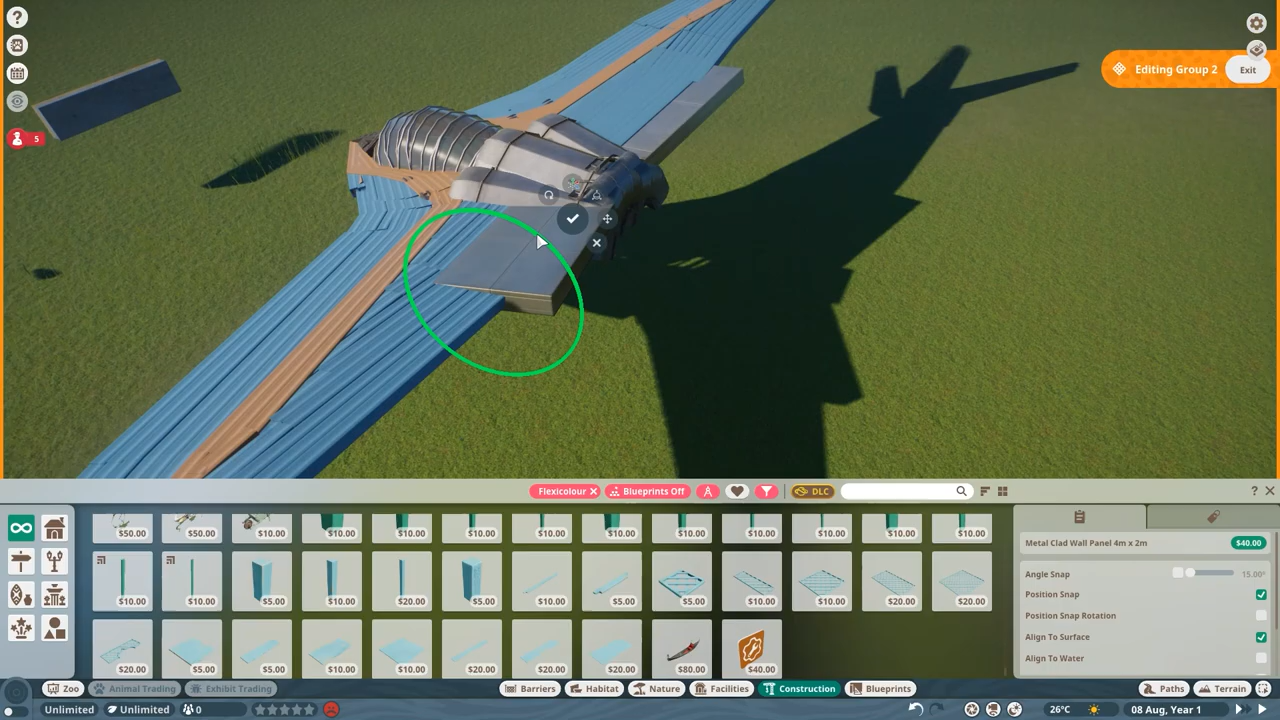 ?
Editing Group 2
Exit
5
Flexicolour ✕
Blueprints Off
DLC
?
$50.00 $50.00 $10.00 $10.00 $10.00 $10.00 $10.00 $10.00 $10.00 $10.00 $10.00 $10.00 $10.00
Metal Clad Wall Panel 4m x 2m $40.00
Angle Snap 15.00°
$10.00 $10.00 $5.00 $10.00 $20.00 $5.00 $10.00 $5.00 $5.00 $10.00 $10.00 $20.00 $20.00
Position Snap
Position Snap Rotation
Align To Surface
Align To Water
$20.00 $5.00 $5.00 $10.00 $10.00 $20.00 $20.00 $20.00 $80.00 $40.00
Zoo Animal Trading Exhibit Trading Barriers Habitat Nature Facilities Construction Blueprints Paths Terrain
Unlimited Unlimited 0 26°C 08 Aug, Year 1